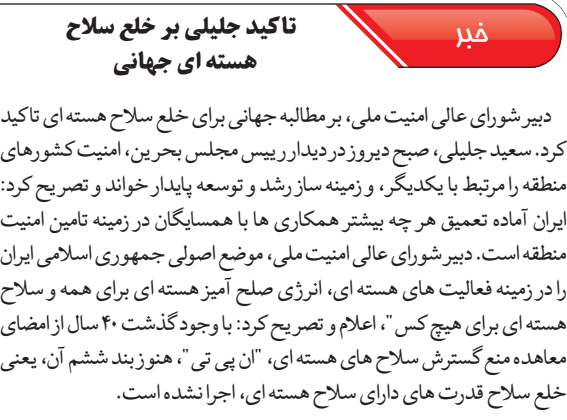 خبر
تاکید جلیلی بر خلع سلاح
هسته ای جهانی
دبیر شورای عالی امنیت ملی، بر مطالبه جهانی برای خلع سلاح هسته ای تاکید
کرد. سعید جلیلی، صبح دیروز در دیدار رییس مجلس بحرین، امنیت کشورهای
منطقه را مرتبط با یکدیگر، و زمینه ساز رشد و توسعه پایدار خواند و تصریح کرد:
ایران آماده تعمیق هر چه بیشتر همکاری ها با همسایگان در زمینه تامین امنیت
منطقه است. دبیر شورای عالی امنیت ملی، موضع اصولی جمهوری اسلامی ایران
را در زمینه فعالیت های هسته ای، انرژی صلح آمیز هسته ای برای همه و سلاح
هسته ای برای هیچ کس"، اعلام و تصریح کرد: با وجود گذشت ۴۰ سال از امضای
معاهده منع گسترش سلاح های هسته ای، "ان پی تی"، هنوز بند ششم آن، یعنی
خلع سلاح قدرت های دارای سلاح هسته ای، اجرا نشده است.